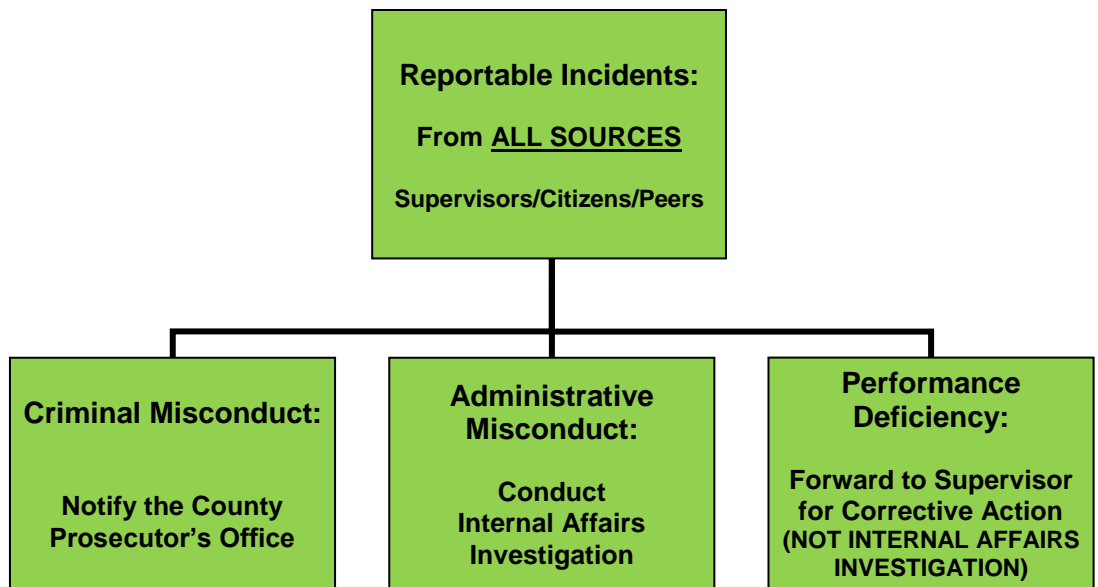 Reportable Incidents:
From ALL SOURCES
Supervisors/Citizens/Peers
Criminal Misconduct:
Notify the County
Prosecutor’s Office
Administrative
Misconduct:
Conduct
Internal Affairs
Investigation
Performance
Deficiency:
Forward to Supervisor
for Corrective Action
(NOT INTERNAL AFFAIRS
INVESTIGATION)